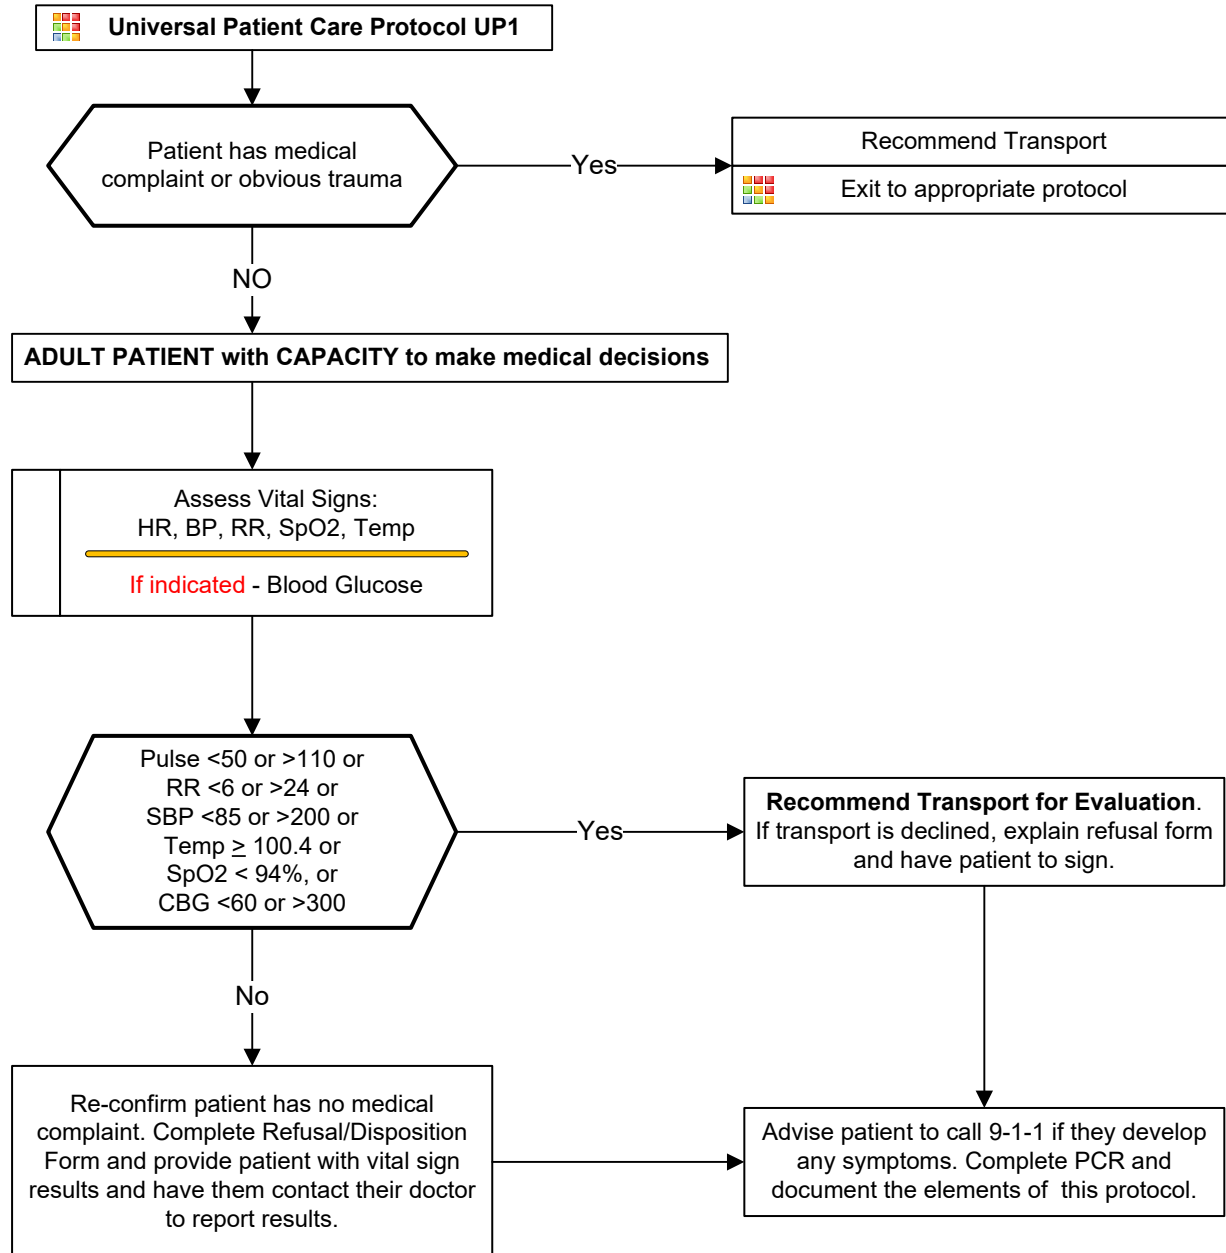 Universal Patient Care Protocol UP1
Patient has medical
complaint or obvious trauma
Yes
Recommend Transport
Exit to appropriate protocol
NO
ADULT PATIENT with CAPACITY to make medical decisions
Assess Vital Signs:
HR, BP, RR, SpO2, Temp
If indicated - Blood Glucose
Pulse <50 or >110 or
RR <6 or >24 or
SBP <85 or >200 or
Temp ≥ 100.4 or
SpO2 < 94%, or
CBG <60 or >300
Yes
Recommend Transport for Evaluation.
If transport is declined, explain refusal form
and have patient to sign.
No
Re-confirm patient has no medical
complaint. Complete Refusal/Disposition
Form and provide patient with vital sign
results and have them contact their doctor
to report results.
Advise patient to call 9-1-1 if they develop
any symptoms. Complete PCR and
document the elements of  this protocol.